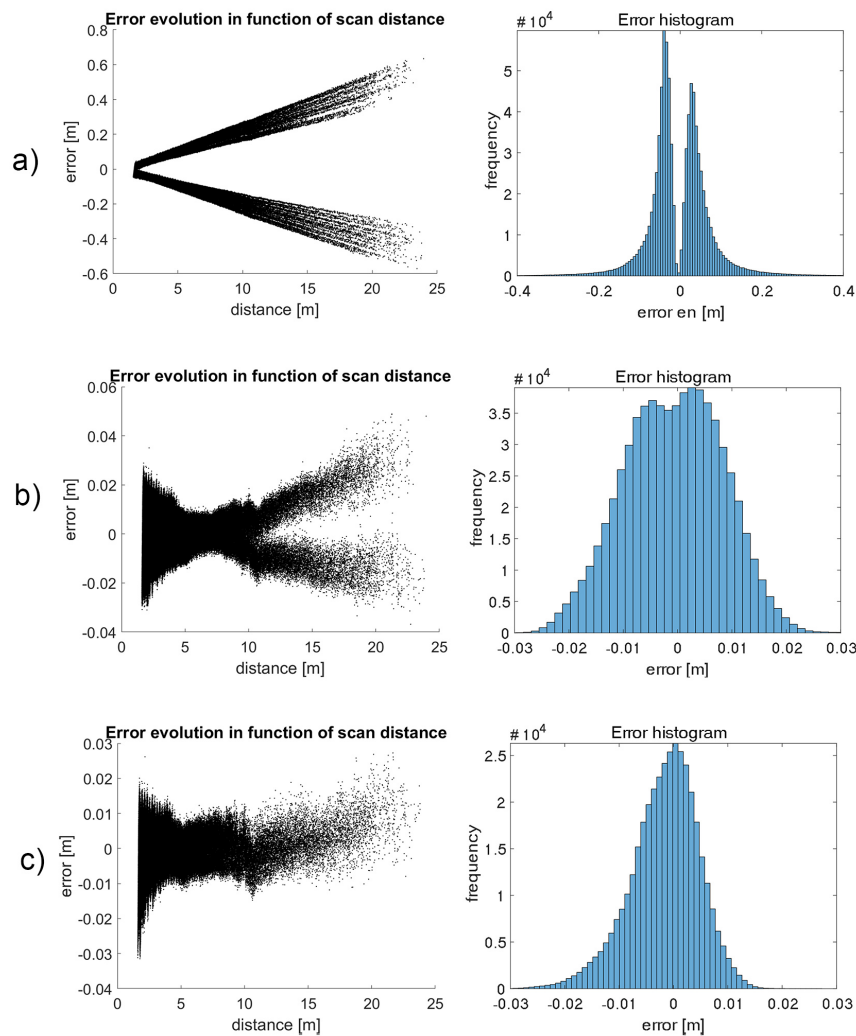 a)
Error evolution in function of scan distance
error [m]
0.8
0.6
0.4
0.2
0
-0.2
-0.4
-0.6
0 5 10 15 20 25
distance [m]
# 10^4 Error histogram
frequency
5
4
3
2
1
0
-0.4 -0.2 0 0.2 0.4
error en [m]
b)
Error evolution in function of scan distance
error [m]
0.06
0.04
0.02
0
-0.02
-0.04
0 5 10 15 20 25
distance [m]
# 10^4 Error histogram
frequency
3.5
3
2.5
2
1.5
1
0.5
0
-0.03 -0.02 -0.01 0 0.01 0.02 0.03
error [m]
c)
Error evolution in function of scan distance
error [m]
0.03
0.02
0.01
0
-0.01
-0.02
-0.03
-0.04
0 5 10 15 20 25
distance [m]
# 10^4 Error histogram
frequency
2.5
2
1.5
1
0.5
0
-0.03 -0.02 -0.01 0 0.01 0.02 0.03
error [m]